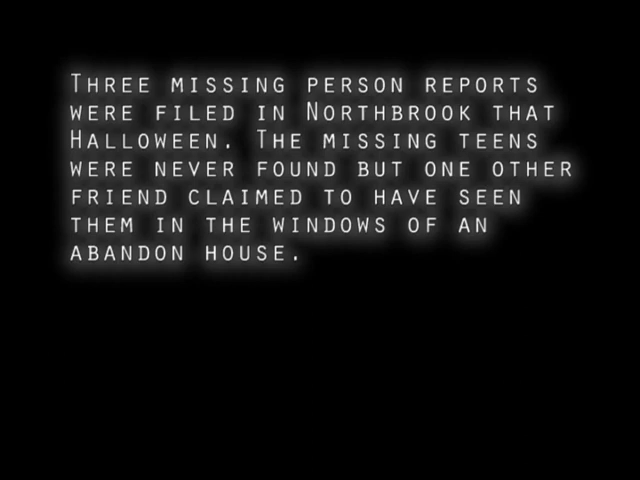 Three missing person reports
were filed in Northbrook that
Halloween. The missing teens
were never found but one other
friend claimed to have seen
them in the windows of an
abandon house.